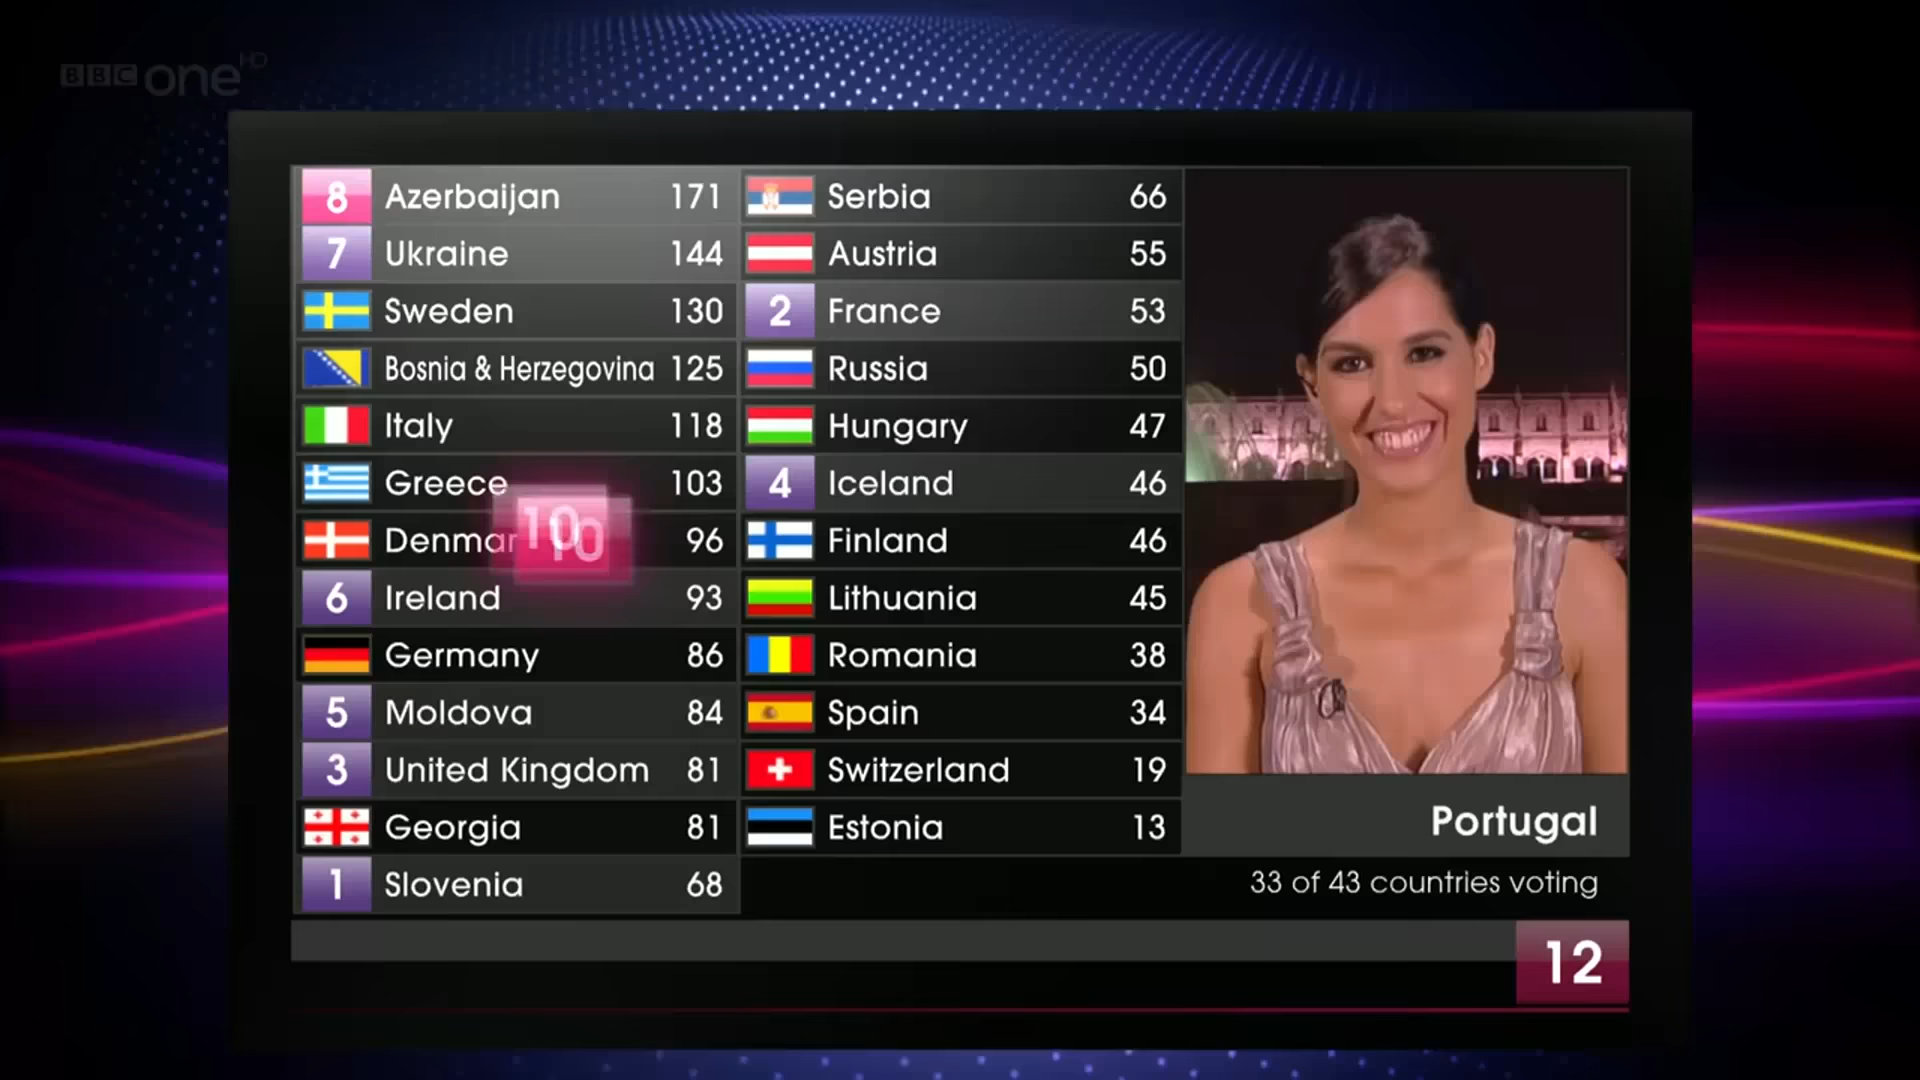 BBC one HD
8 Azerbaijan 171
7 Ukraine 144
Sweden 130
Bosnia & Herzegovina 125
Italy 118
Greece 103
Denmar 96
10
10
6 Ireland 93
Germany 86
5 Moldova 84
3 United Kingdom 81
Georgia 81
1 Slovenia 68
Serbia 66
Austria 55
2 France 53
Russia 50
Hungary 47
4 Iceland 46
Finland 46
Lithuania 45
Romania 38
Spain 34
Switzerland 19
Estonia 13
Portugal
33 of 43 countries voting
12